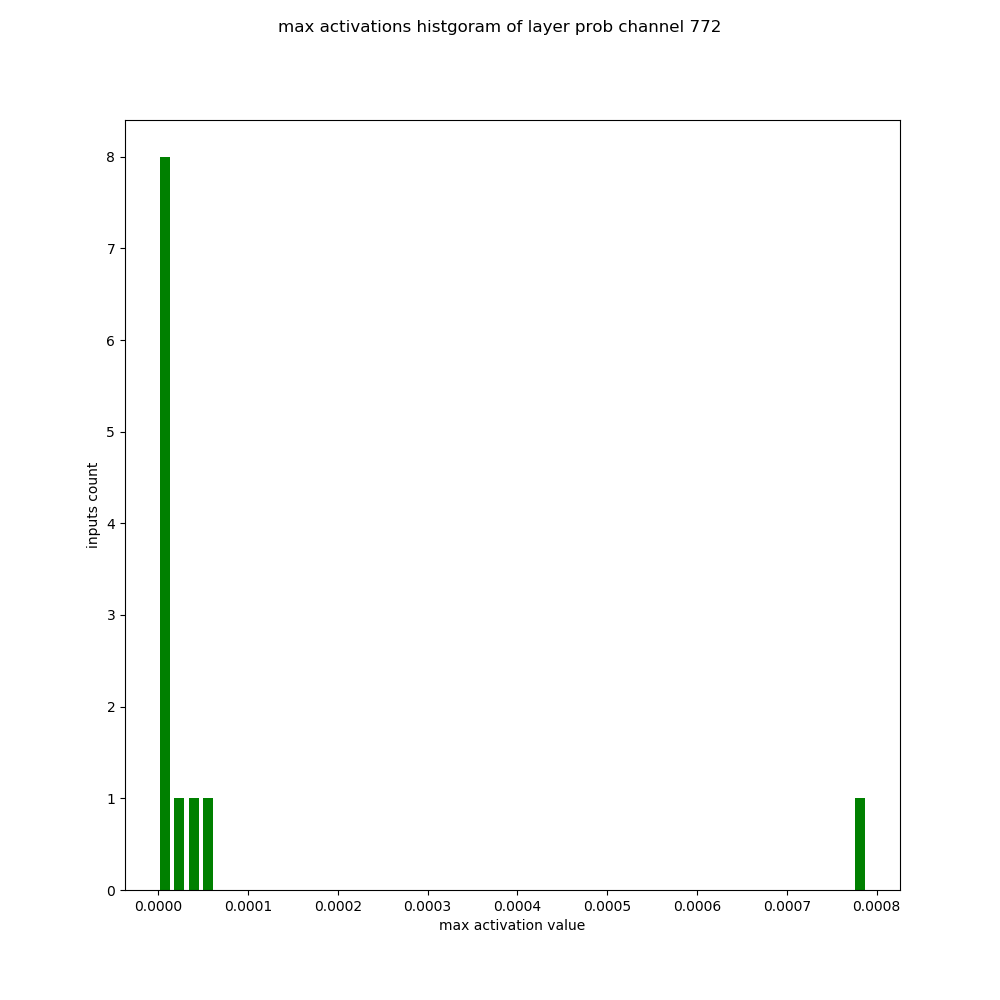 max activations histgoram of layer prob channel 772
8
7
6
5
4
3
2
1
0
inputs count
0.0000 0.0001 0.0002 0.0003 0.0004 0.0005 0.0006 0.0007 0.0008
max activation value